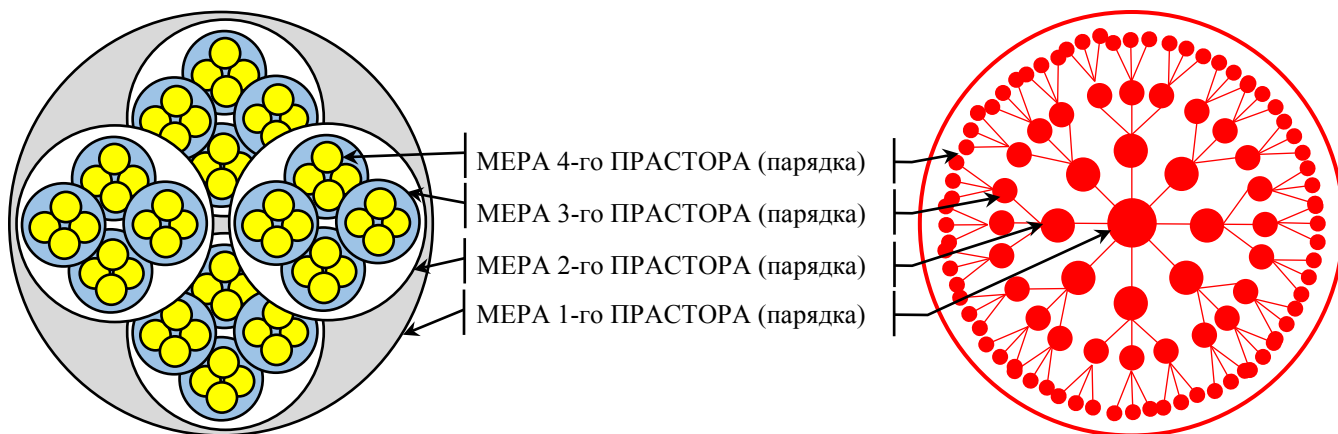 МЕРА 4-го ПРАСТОРА (парядка)
МЕРА 3-го ПРАСТОРА (парядка)
МЕРА 2-го ПРАСТОРА (парядка)
МЕРА 1-го ПРАСТОРА (парядка)